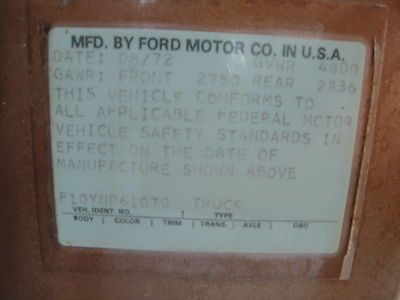 MFD. BY FORD MOTOR CO. IN U.S.A.
DATE: 08/72 GVWR 4800
GAWR: FRONT 2750 REAR 2836
THIS VEHICLE CONFORMS TO
ALL APPLICABLE FEDERAL MOTOR
VEHICLE SAFETY STANDARDS IN
EFFECT ON THE DATE OF
MANUFACTURE SHOWN ABOVE
F10YNP61070 TRUCK
VEH. IDENT. NO. TYPE
BODY | COLOR | TRIM | TRANS. | AXLE | DSO